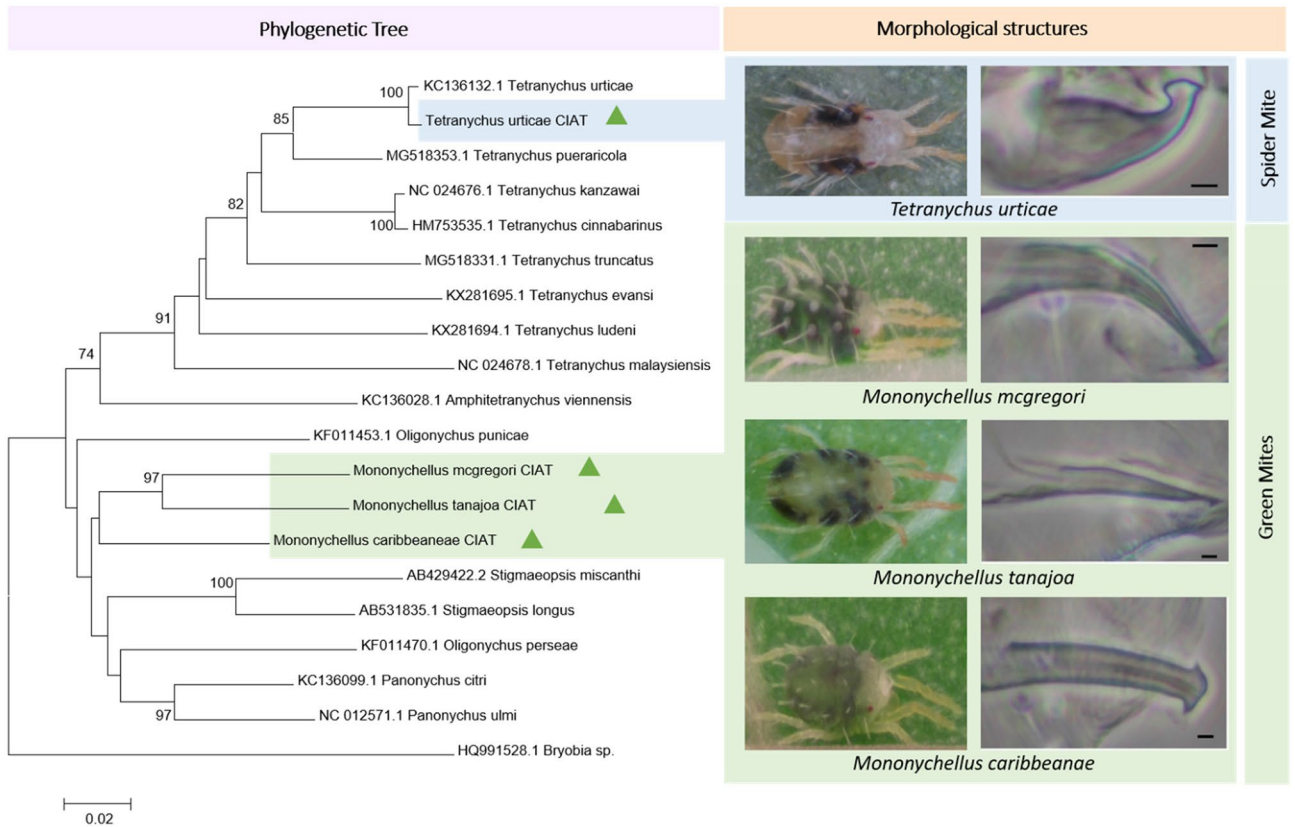 Phylogenetic Tree
Morphological structures
100
KC136132.1 Tetranychus urticae
Tetranychus urticae CIAT
85
MG518353.1 Tetranychus pueraricola
NC 024676.1 Tetranychus kanzawai
82
100
HM753535.1 Tetranychus cinnabarinus
MG518331.1 Tetranychus truncatus
KX281695.1 Tetranychus evansi
91
KX281694.1 Tetranychus ludeni
74
NC 024678.1 Tetranychus malaysiensis
KC136028.1 Amphitetranychus viennensis
KF011453.1 Oligonychus punicae
97
Mononychellus mcgregori CIAT
Mononychellus tanajoa CIAT
Mononychellus caribbeaneae CIAT
100
AB429422.2 Stigmaeopsis miscanthi
AB531835.1 Stigmaeopsis longus
KF011470.1 Oligonychus perseae
KC136099.1 Panonychus citri
97
NC 012571.1 Panonychus ulmi
HQ991528.1 Bryobia sp.
0.02
Tetranychus urticae
Mononychellus mcgregori
Mononychellus tanajoa
Mononychellus caribbeanae
Spider Mite
Green Mites